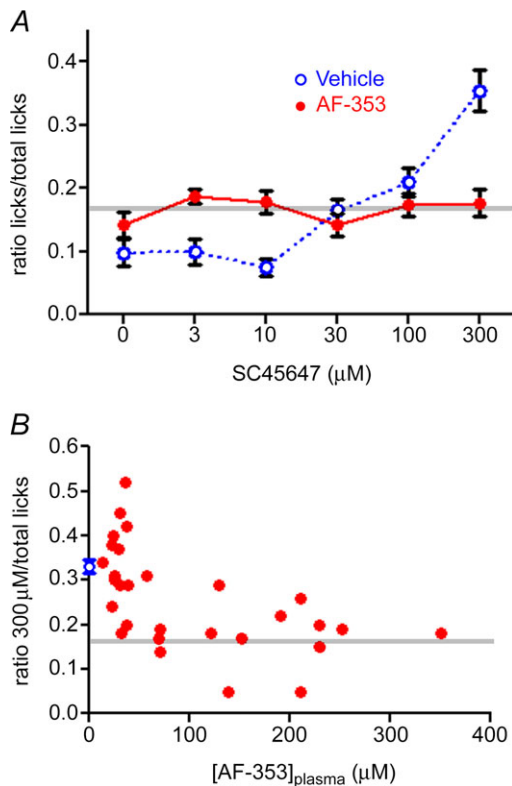 A
ratio licks/total licks
0.4
0.3
0.2
0.1
0.0
Vehicle
AF-353
0 3 10 30 100 300
SC45647 (μM)
B
ratio 300 μM/total licks
0.6
0.5
0.4
0.3
0.2
0.1
0.0
0 100 200 300 400
[AF-353]plasma (μM)